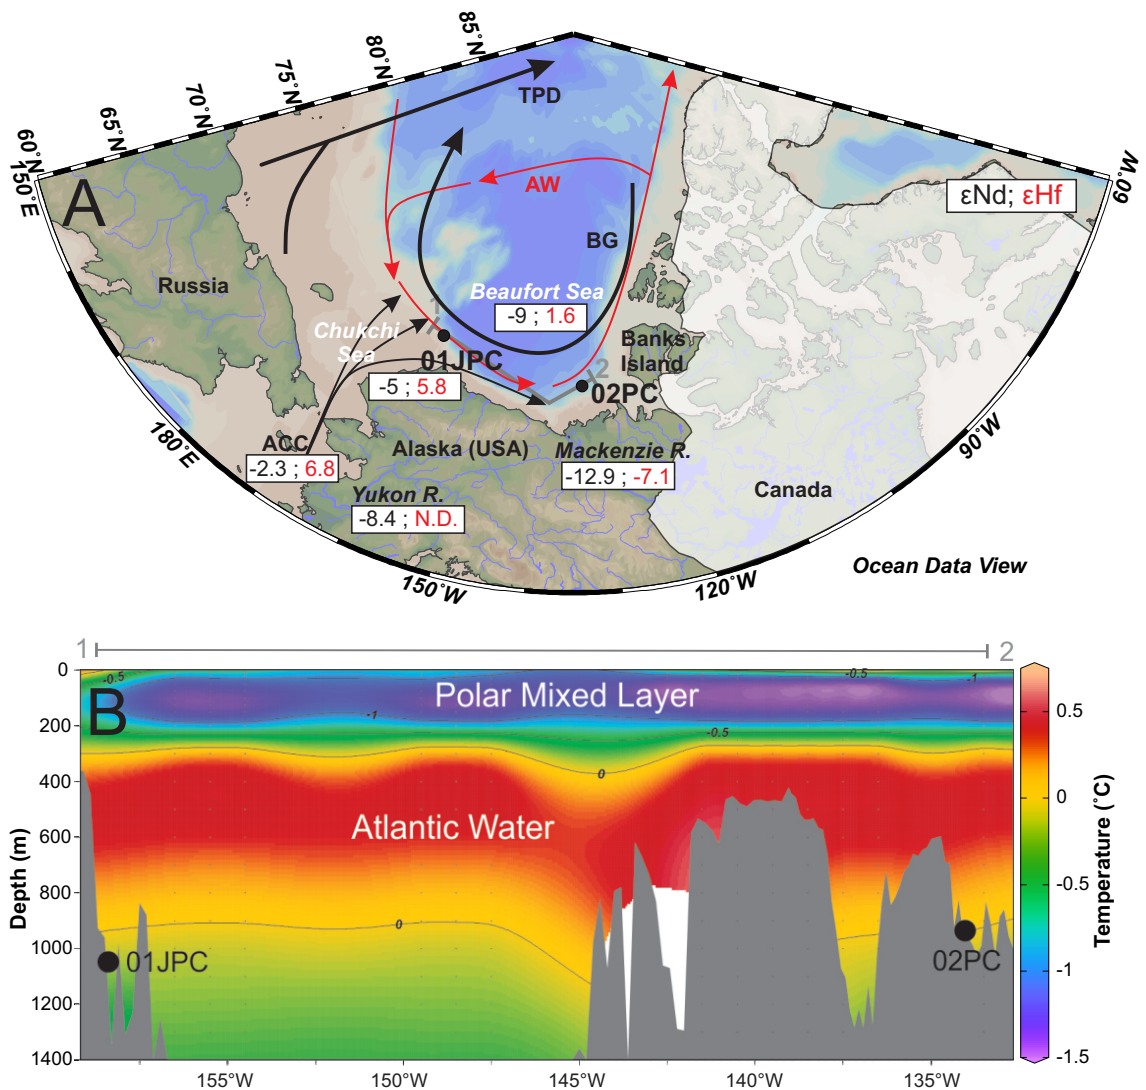 85°N
80°N
75°N
70°N
65°N
60°N
150°E
TPD
60°W
A
AW
εNd; εHf
BG
Russia
Beaufort Sea
-9 ; 1.6
1
Chukchi
Sea
Banks
Island
01JPC
2
-5 ; 5.8
02PC
180°E
ACC
-2.3 ; 6.8
Alaska (USA)
Mackenzie R.
-12.9 ; -7.1
90°W
Yukon R.
-8.4 ; N.D.
Canada
Ocean Data View
150°W
120°W
1
2
B
Polar Mixed Layer
Atlantic Water
01JPC
02PC
-0.5
-1
-0.5
-0.5
-1
0
0
0
200
400
600
800
1000
1200
1400
Depth (m)
155°W
150°W
145°W
140°W
135°W
0.5
0
-0.5
-1
-1.5
Temperature (°C)